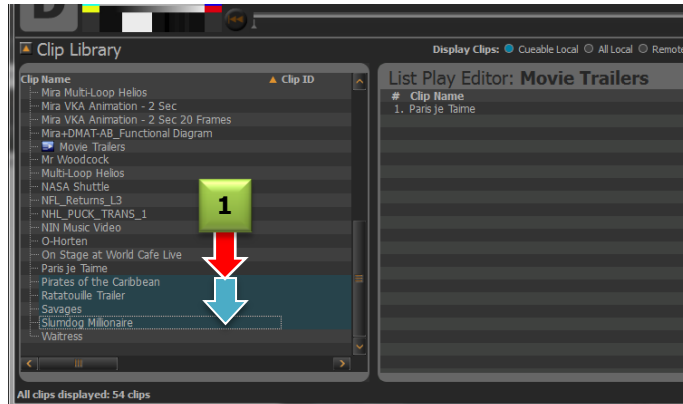 D
Clip Library
Display Clips: Cueable Local All Local Remote
Clip Name Clip ID
Mira Multi-Loop Helios
Mira VKA Animation - 2 Sec
Mira VKA Animation - 2 Sec 20 Frames
Mira+DMAT-AB_Functional Diagram
Movie Trailers
Mr Woodcock
Multi-Loop Helios
NASA Shuttle
NFL_Returns_L3
NHL_PUCK_TRANS_1
NIN Music Video
O-Horten
On Stage at World Cafe Live
Paris je Taime
Pirates of the Caribbean
Ratatouille Trailer
Savages
Slumdog Millionaire
Waitress
1
All clips displayed: 54 clips
List Play Editor: Movie Trailers
# Clip Name
1. Paris je Taime